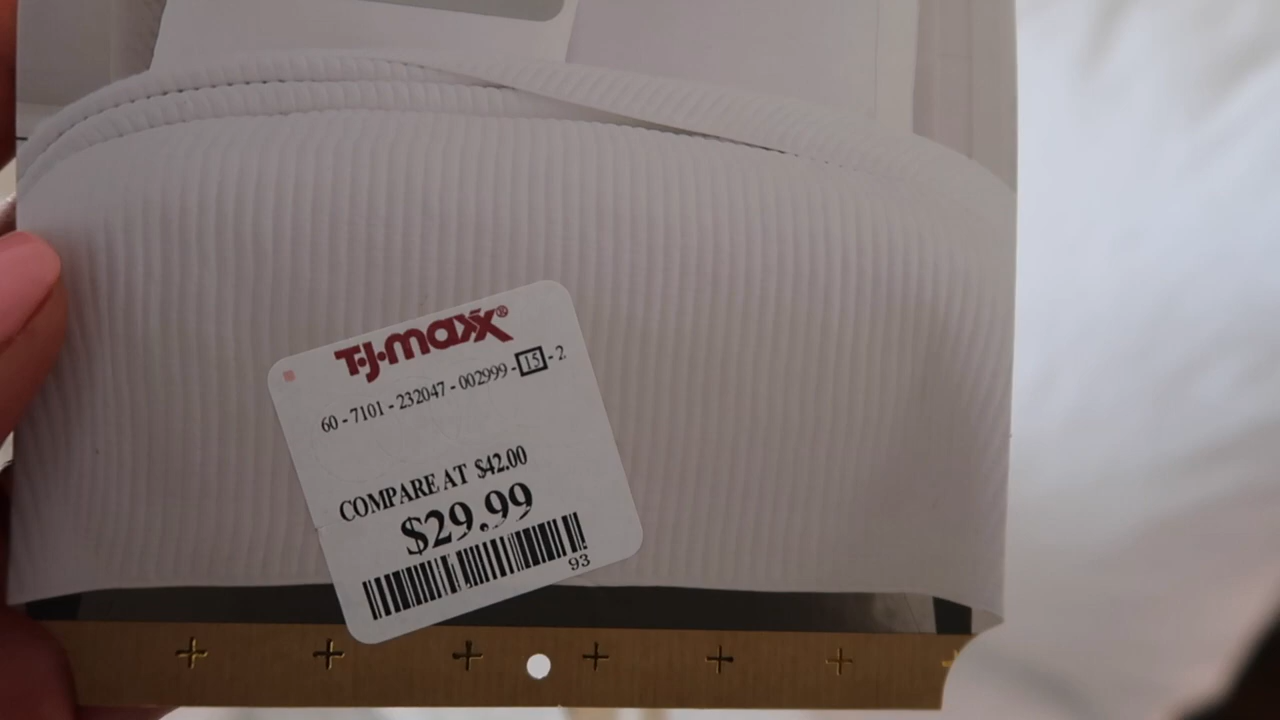 T·J·maxx®
60 - 7101 - 232047 - 002999 - 15 - 2
COMPARE AT $42.00
$29.99
93